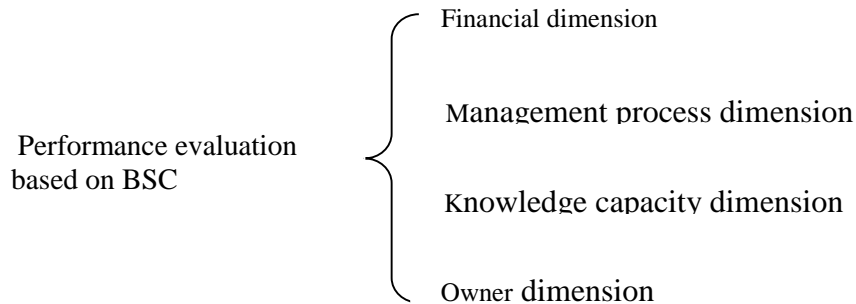 Financial dimension
Management process dimension
Performance evaluation
based on BSC
Knowledge capacity dimension
Owner dimension